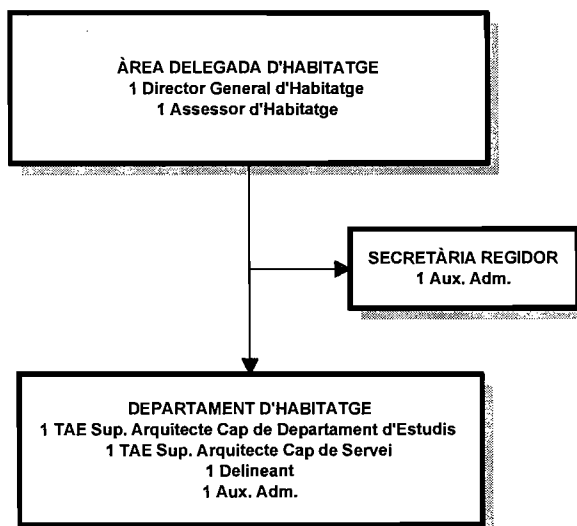 ÀREA DELEGADA D'HABITATGE
1 Director General d'Habitatge
1 Assessor d'Habitatge
SECRETÀRIA REGIDOR
1 Aux. Adm.
DEPARTAMENT D'HABITATGE
1 TAE Sup. Arquitecte Cap de Departament d'Estudis
1 TAE Sup. Arquitecte Cap de Servei
1 Delineant
1 Aux. Adm.